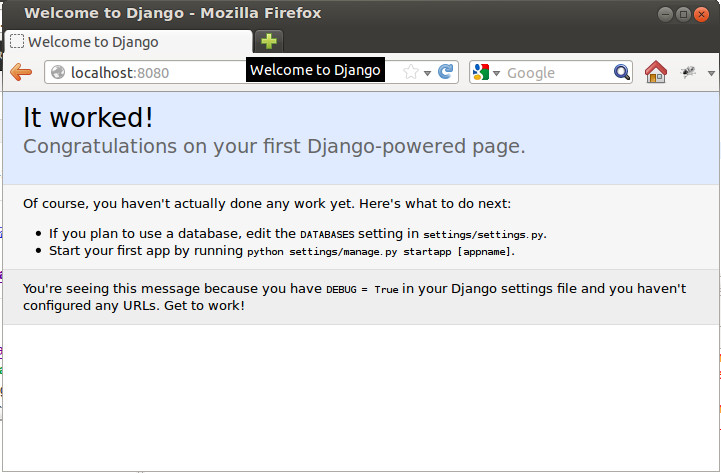 Welcome to Django - Mozilla Firefox
Welcome to Django
localhost:8080
Welcome to Django
Google
It worked!
Congratulations on your first Django-powered page.
Of course, you haven't actually done any work yet. Here's what to do next:
If you plan to use a database, edit the DATABASES setting in settings/settings.py.
Start your first app by running python settings/manage.py startapp [appname].
You're seeing this message because you have DEBUG = True in your Django settings file and you haven't
configured any URLs. Get to work!